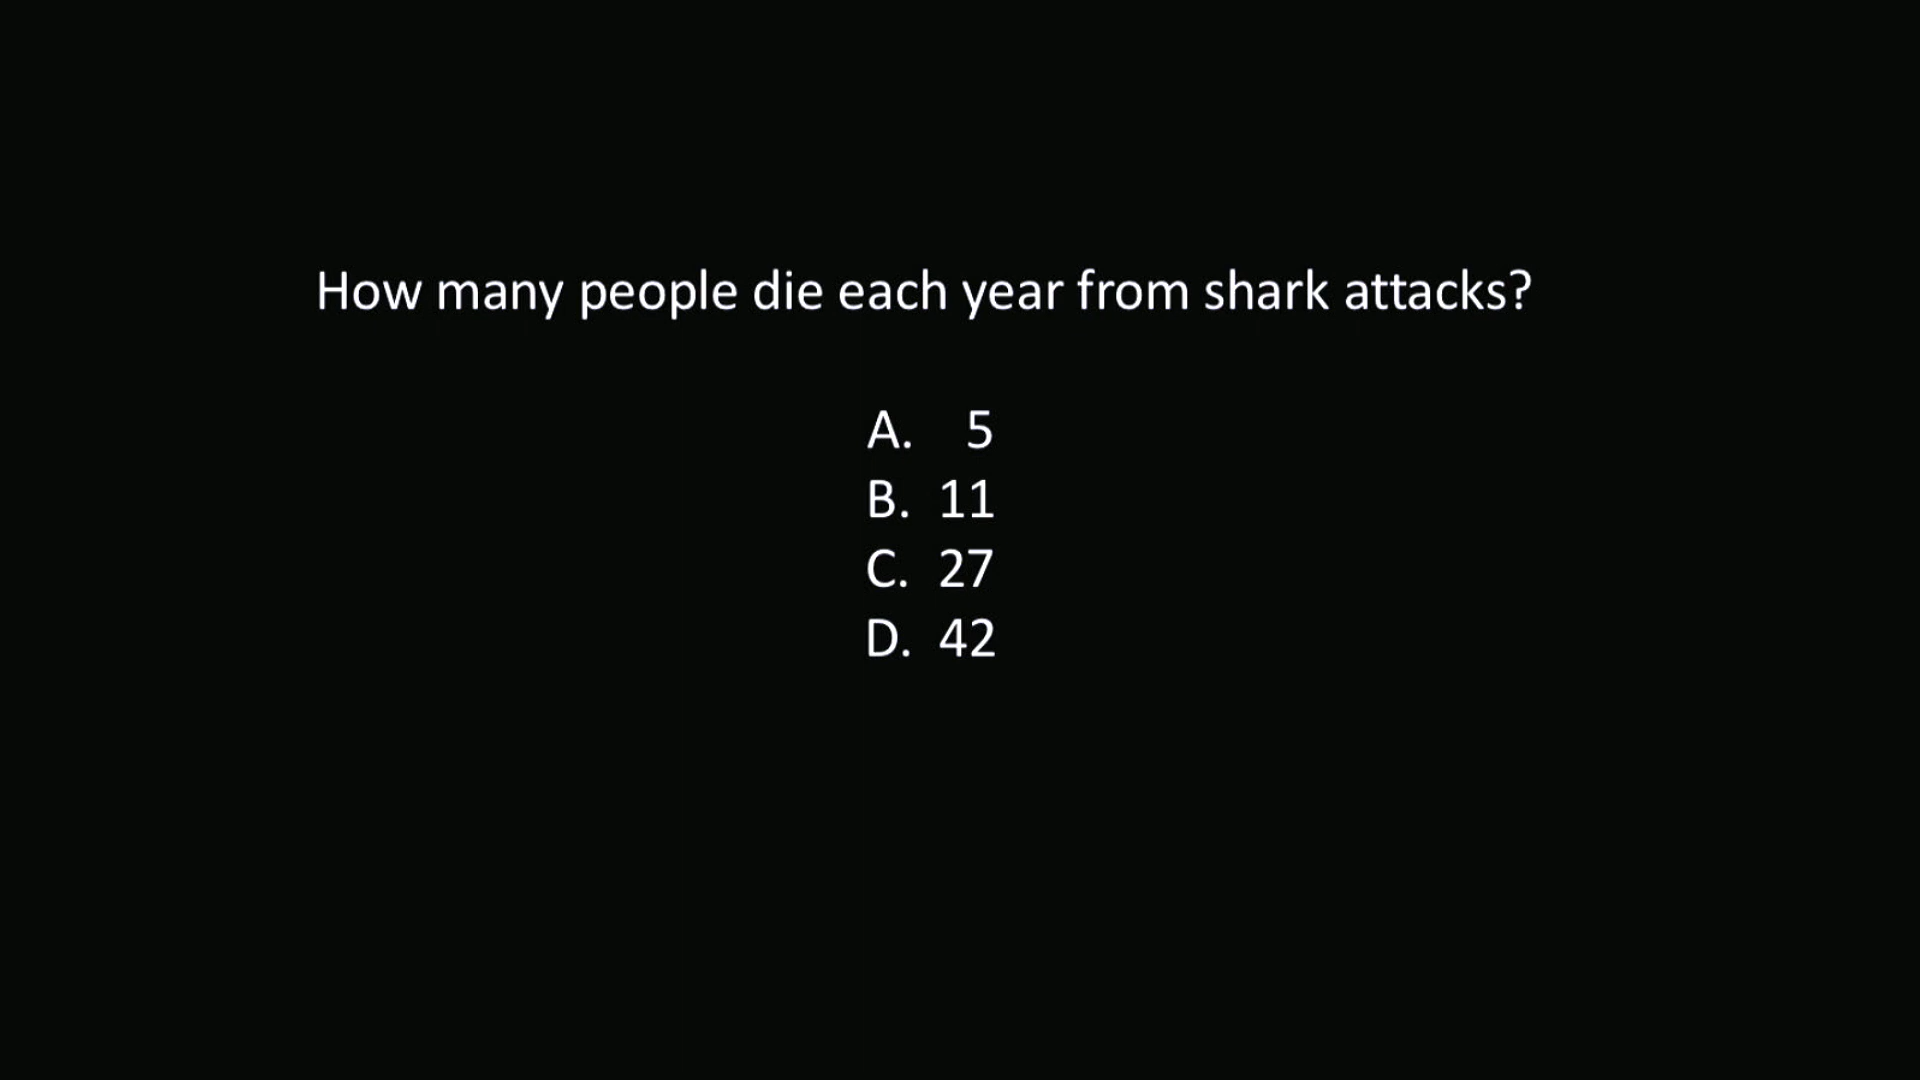 How many people die each year from shark attacks?
A. 5
B. 11
C. 27
D. 42